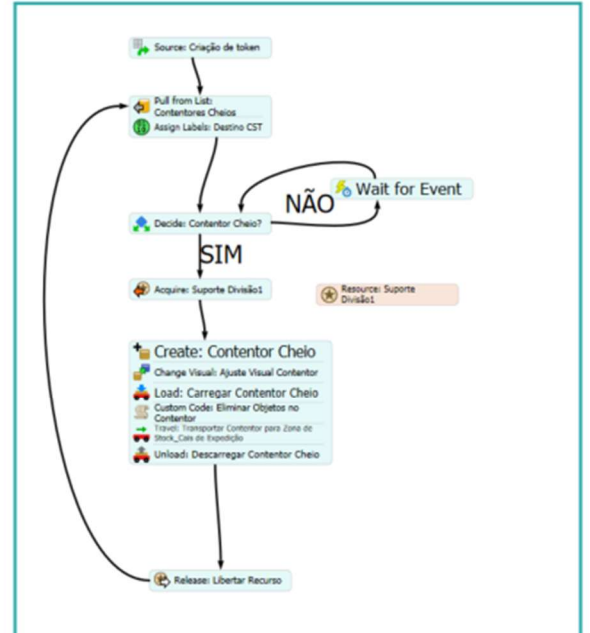 Source: Criação de token
Pull from List:
Contentores Cheios
Assign Labels: Destino CST
Wait for Event
NÃO
Decide: Contentor Cheio?
SIM
Acquire: Suporte Divisão1
Resource: Suporte
Divisão1
Create: Contentor Cheio
Change Visual: Ajuste Visual Contentor
Load: Carregar Contentor Cheio
Custom Code: Eliminar Objetos no
Contentor
Travel: Transportar Contentor para Zona de
Stock_Cais de Expedição
Unload: Descarregar Contentor Cheio
Release: Libertar Recurso